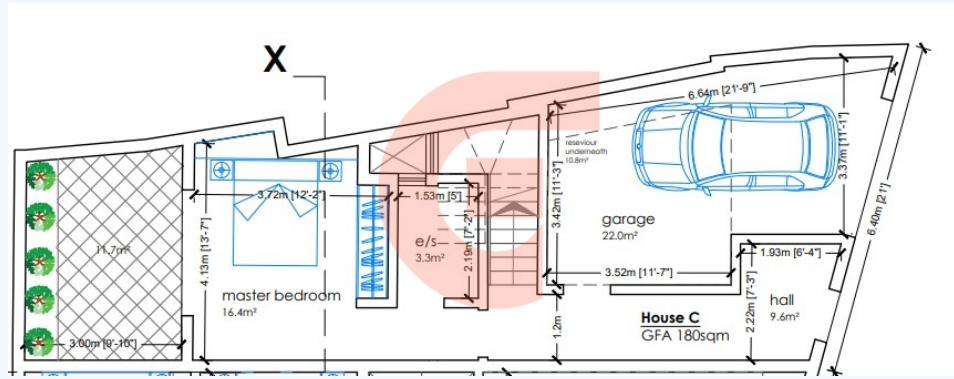 X
6.64m [21'-9"]
reseviour
underneath
10.8m²
3.37m [11'-1"]
3.42m [11'-3"]
6.40m [21']
3.72m [12'-2"]
1.53m [5']
11.7m²
4.13m [13'-7"]
e/s
3.3m²
2.19m [7'-2"]
garage
22.0m²
1.93m [6'-4"]
3.52m [11'-7"]
master bedroom
16.4m²
hall
9.6m²
2.22m [7'-3"]
1.2m
House C
GFA 180sqm
3.00m [9'-10"]